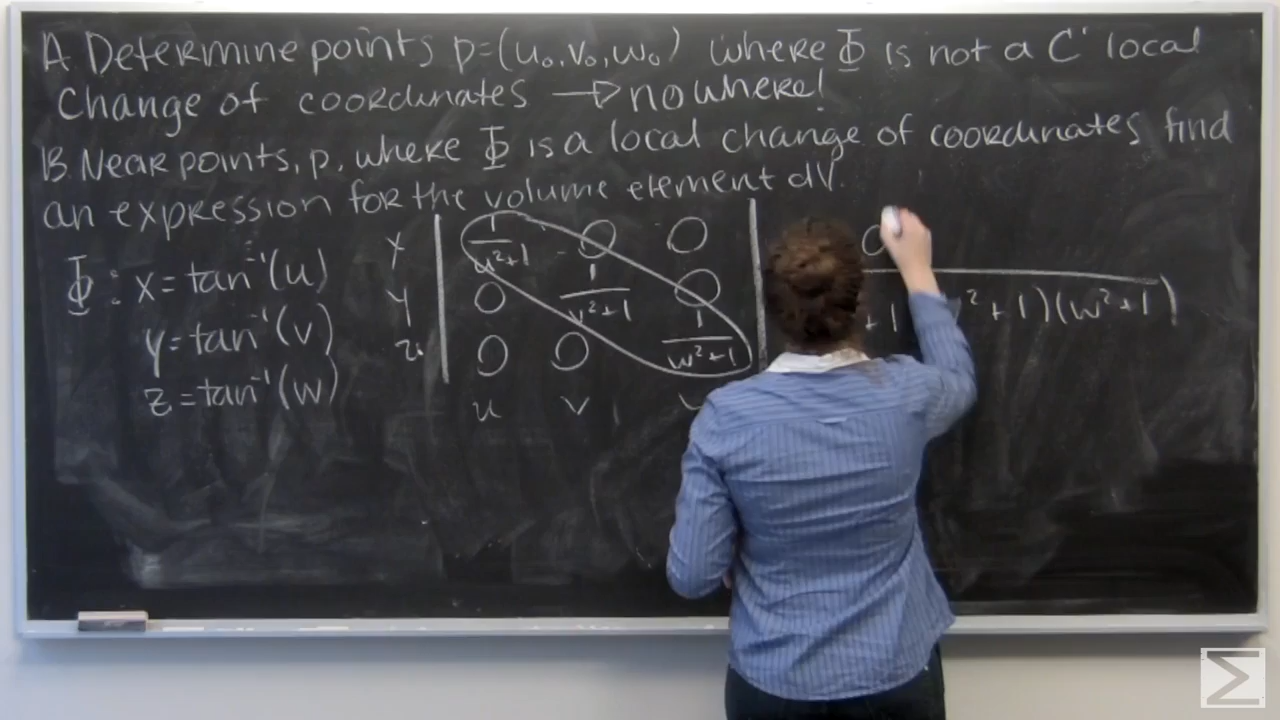 A. Determine points p=(u₀,v₀,w₀) where Φ is not a C' local
change of coordinates → nowhere!
B. Near points, p, where Φ is a local change of coordinates find
an expression for the volume element dV.
Φ: x=tan⁻¹(u)
y=tan⁻¹(v)
z=tan⁻¹(w)
x | 1/(u²+1) 0 0 |
y | 0 1/(v²+1) 0 |
z | 0 0 1/(w²+1) |
u v
+1 ²+1)(w²+1)
Σ